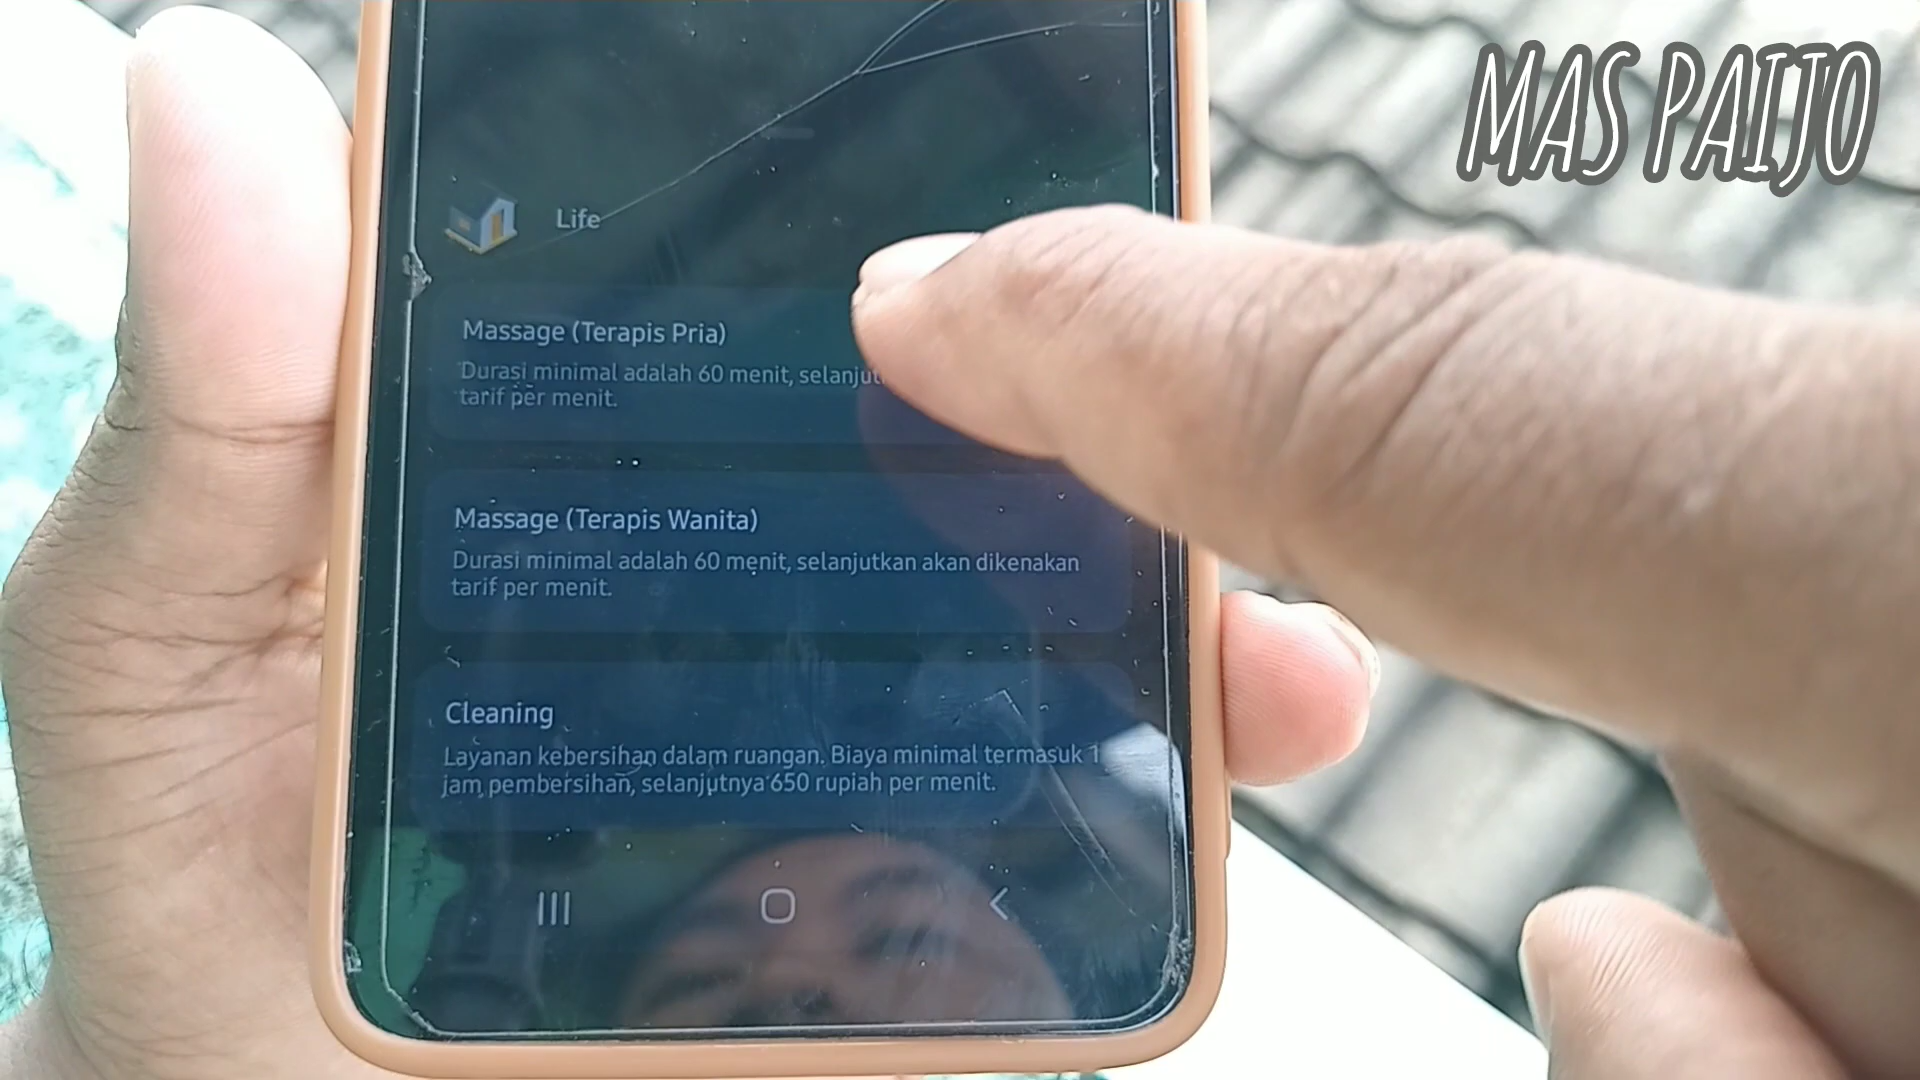 MAS PAIJO
Life
Massage (Terapis Pria)
Durasi minimal adalah 60 menit,
tarif per menit.
Massage (Terapis Wanita)
Durasi minimal adalah 60 menit, selanjutkan akan dikenakan
tarif per menit.
Cleaning
Layanan kebersihan dalam ruangan. Biaya minimal termasuk 1
jam pembersihan, selanjutnya 650 rupiah per menit.